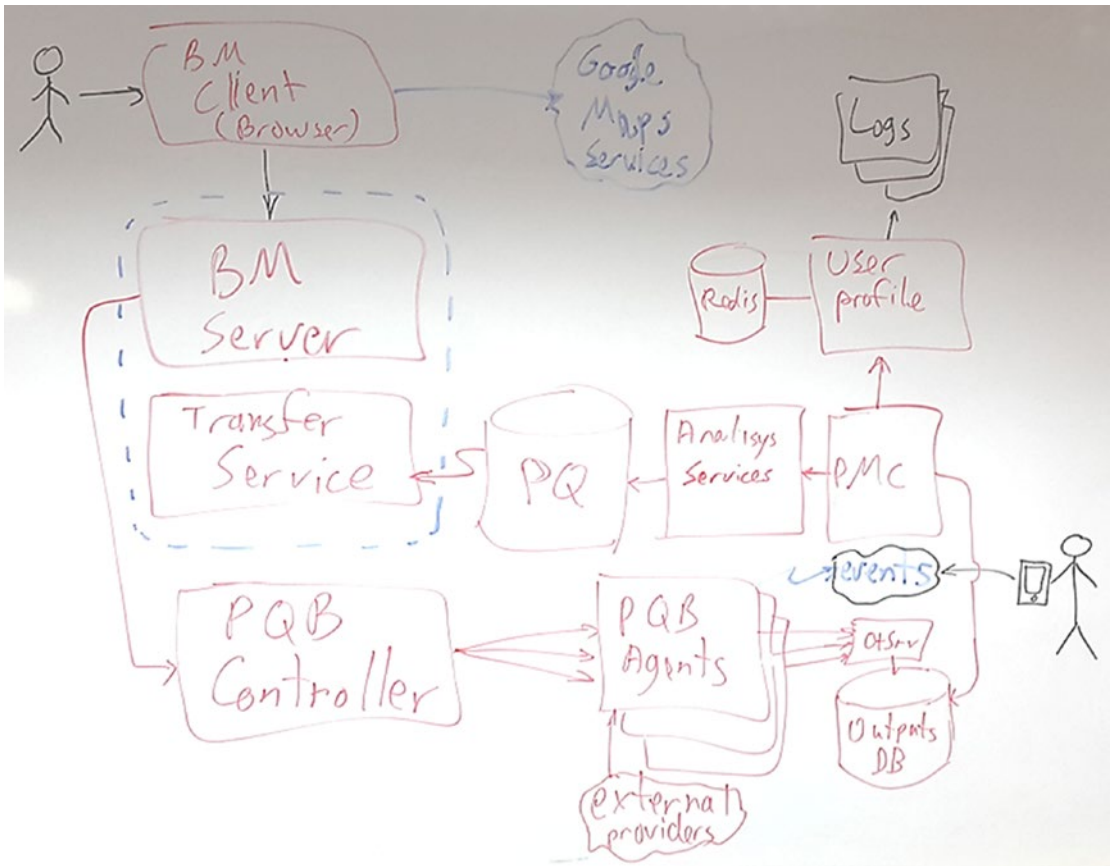 BM
Client
(Browser)
Google
Maps
Services
Logs
BM
Server
Redis
User
profile
Transfer
Service
PQ
Analisys
Services
PMC
events
PQB
Controller
PQB
Agents
Outputs
DB
external
providers